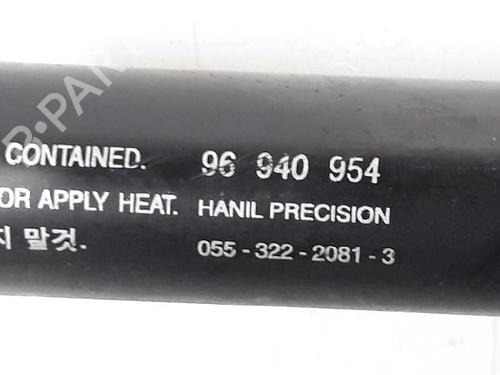 CONTAINED. 96 940 954
OR APPLY HEAT. HANIL PRECISION
지 말것. 055-322-2081-3